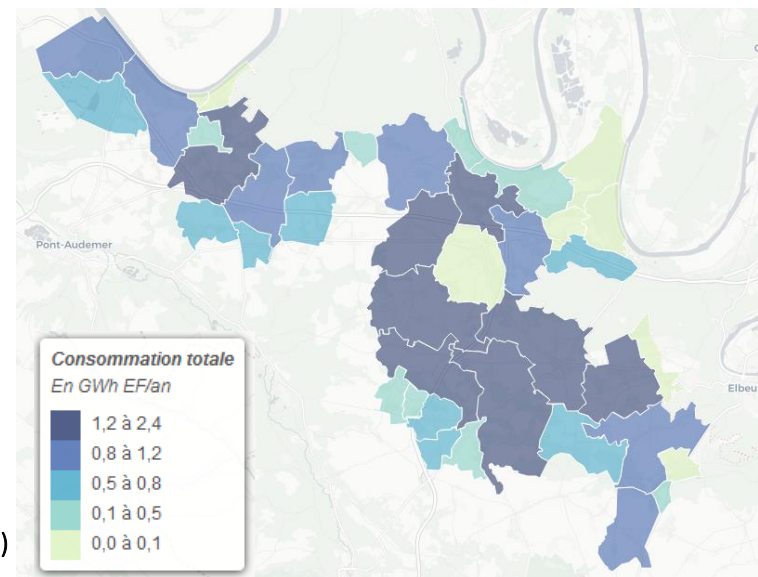 Pont-Audemer
Consommation totale
En GWh EF/an
1,2 à 2,4
0,8 à 1,2
0,5 à 0,8
0,1 à 0,5
0,0 à 0,1
)
Elbeu